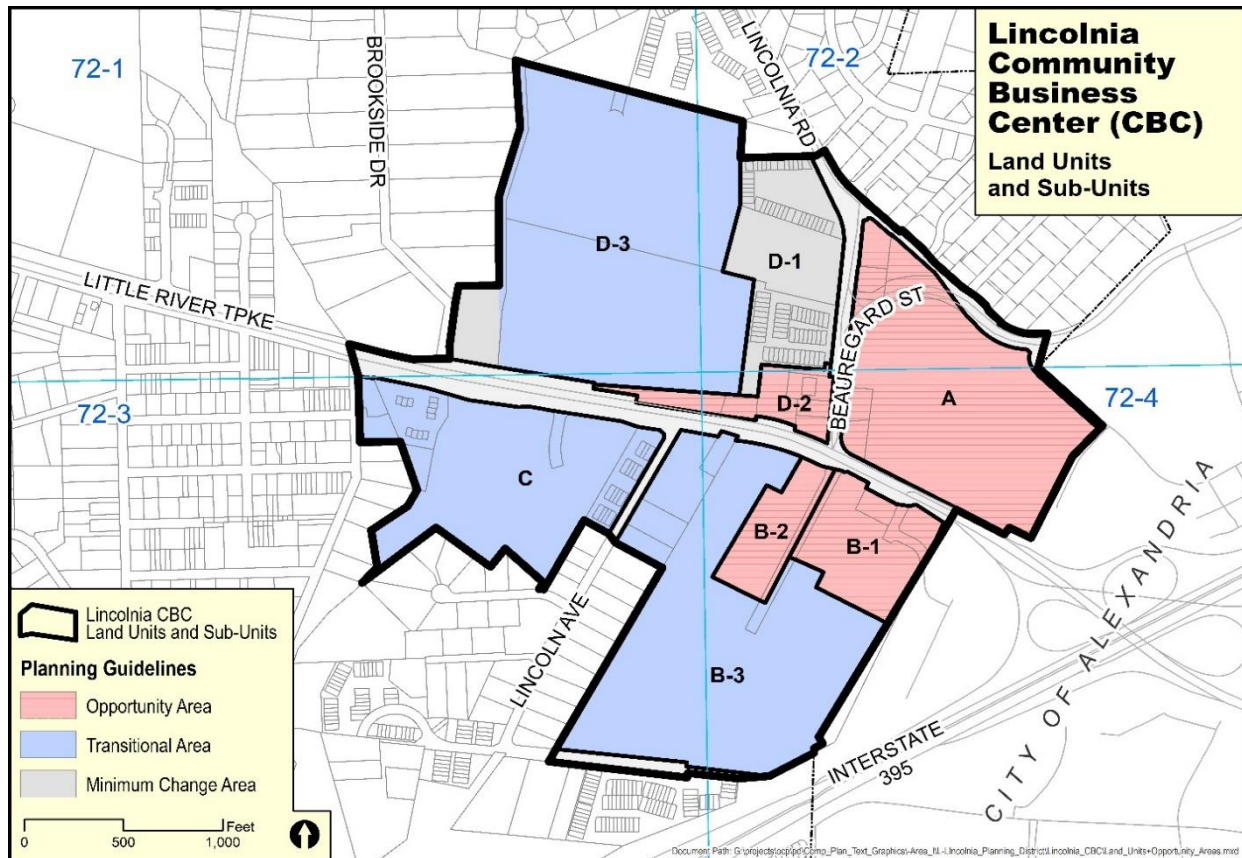 Lincolnia
Community
Business
Center (CBC)
Land Units
and Sub-Units
72-1
72-2
BROOKSIDE DR
LINCOLNIA RD
D-3
D-1
LITTLE RIVER TPKE
BEAUREGARD ST
72-3
D-2
A
72-4
C
B-2
B-1
LINCOLN AVE
B-3
INTERSTATE
395
CITY OF ALEXANDRIA
Lincolnia CBC
Land Units and Sub-Units
Planning Guidelines
Opportunity Area
Transitional Area
Minimum Change Area
Feet
0 500 1,000